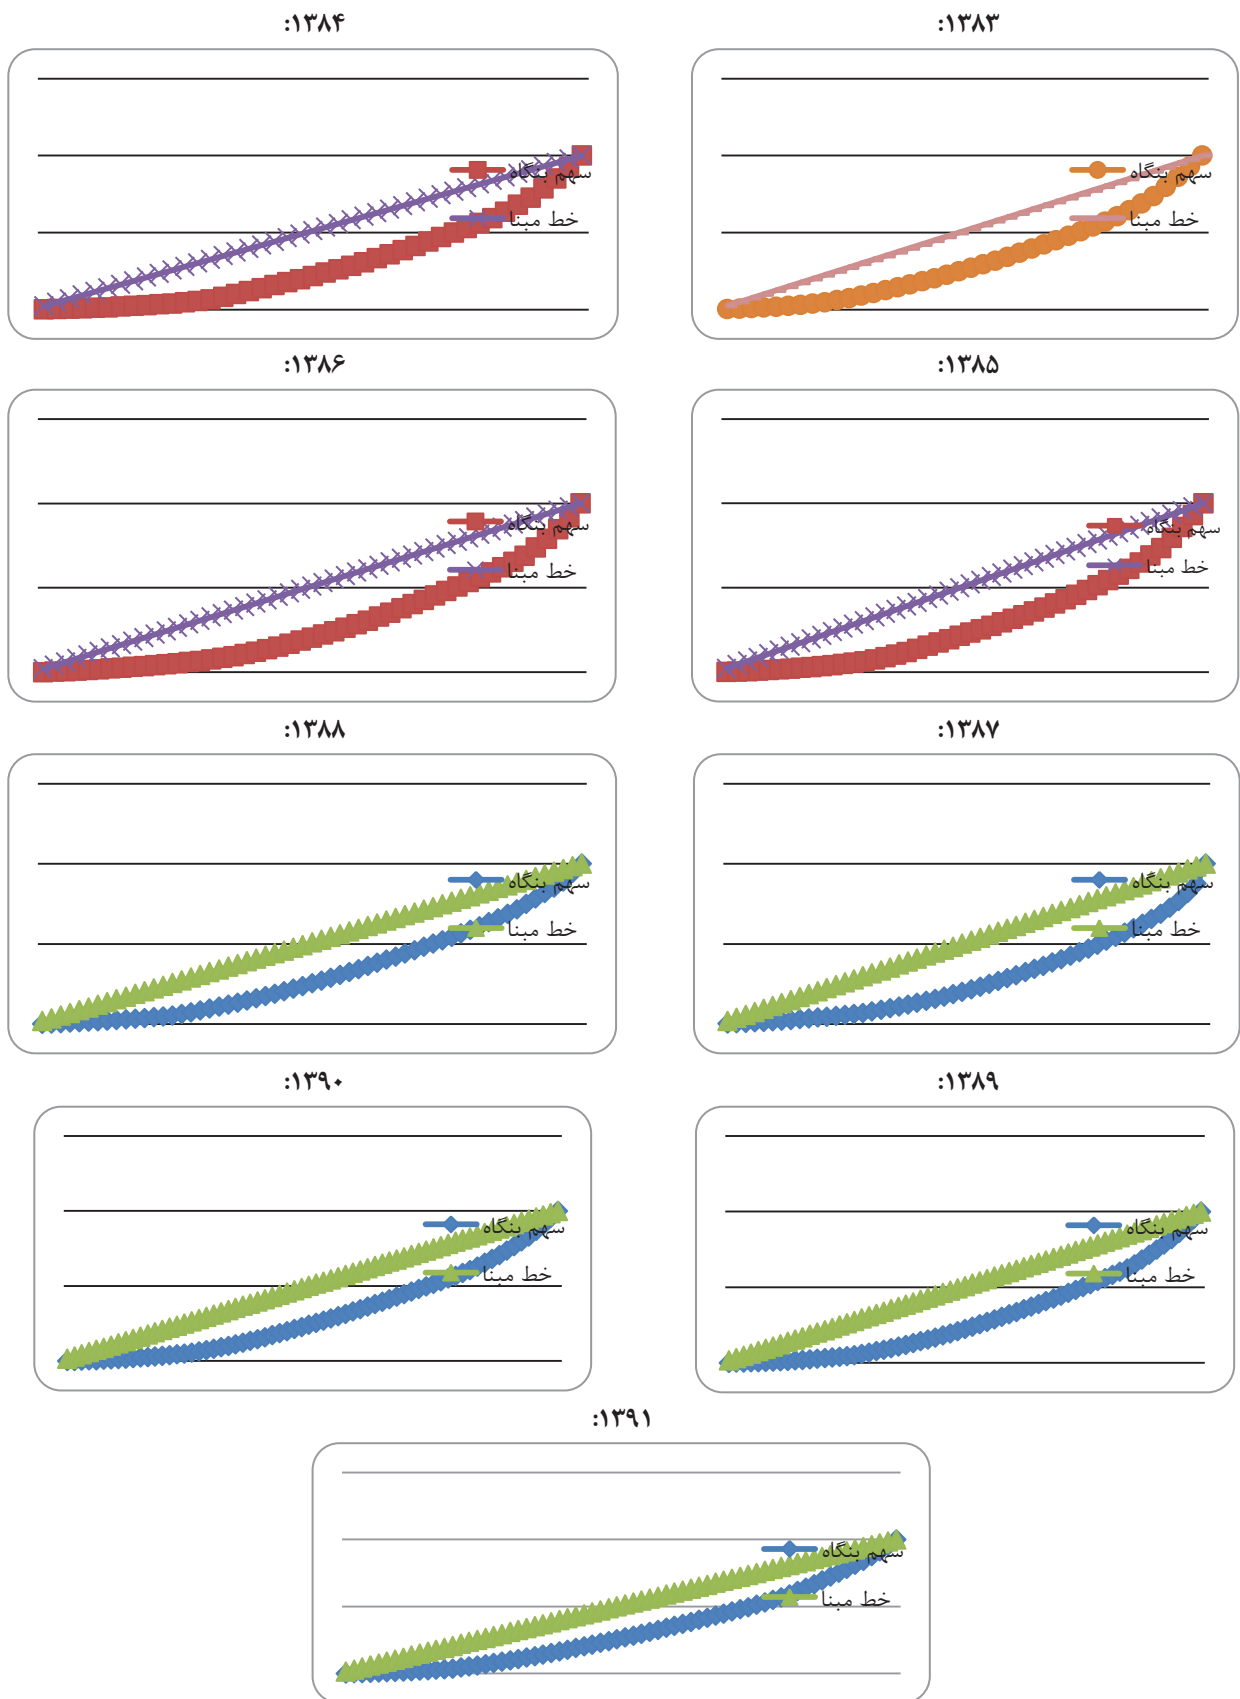 ۱۳۸۳:
سهم بنگاه
خط مبنا
۱۳۸۴:
سهم بنگاه
خط مبنا
۱۳۸۵:
سهم بنگاه
خط مبنا
۱۳۸۶:
سهم بنگاه
خط مبنا
۱۳۸۷:
سهم بنگاه
خط مبنا
۱۳۸۸:
سهم بنگاه
خط مبنا
۱۳۸۹:
سهم بنگاه
خط مبنا
۱۳۹۰:
سهم بنگاه
خط مبنا
۱۳۹۱:
سهم بنگاه
خط مبنا